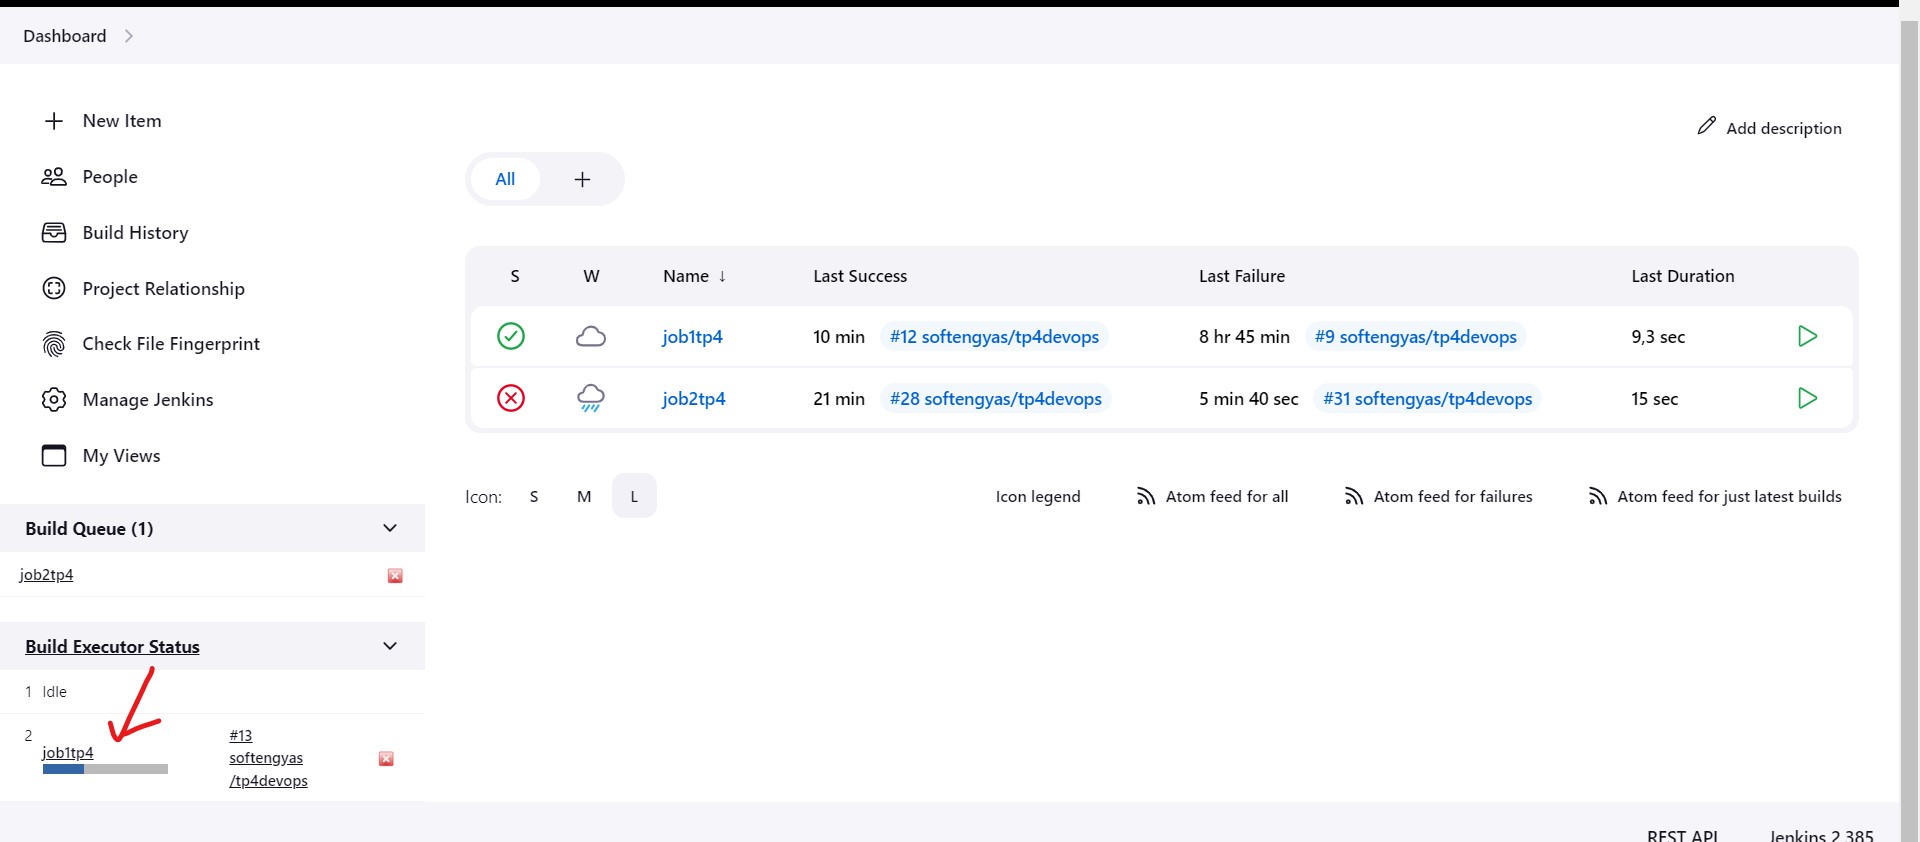 Dashboard
New Item
People
Build History
Project Relationship
Check File Fingerprint
Manage Jenkins
My Views
Build Queue (1)
job2tp4
Build Executor Status
1 Idle
2 job1tp4
#13
softengyas
/tp4devops
Add description
All
S W Name ↓ Last Success Last Failure Last Duration
job1tp4 10 min #12 softengyas/tp4devops 8 hr 45 min #9 softengyas/tp4devops 9,3 sec
job2tp4 21 min #28 softengyas/tp4devops 5 min 40 sec #31 softengyas/tp4devops 15 sec
Icon: S M L Icon legend Atom feed for all Atom feed for failures Atom feed for just latest builds
REST API Jenkins 2.385